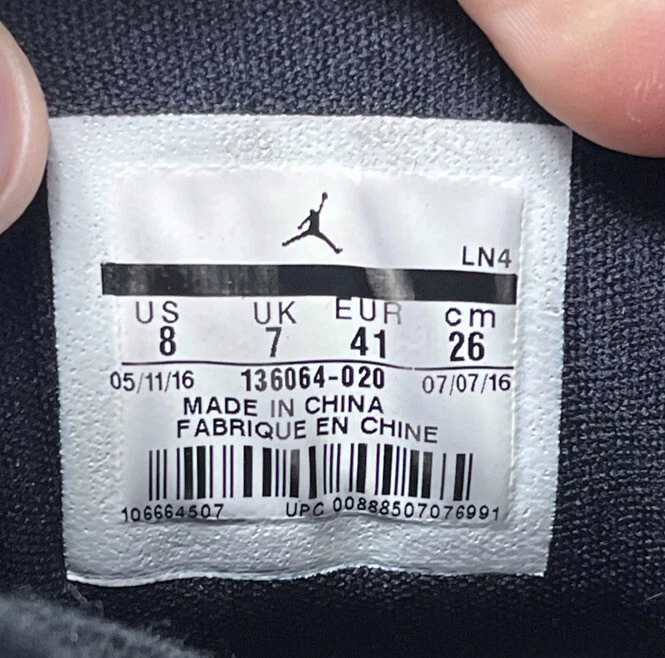 LN4
US UK EUR cm
8 7 41 26
05/11/16 136064-020 07/07/16
MADE IN CHINA
FABRIQUE EN CHINE
106664507 UPC 00888507076991